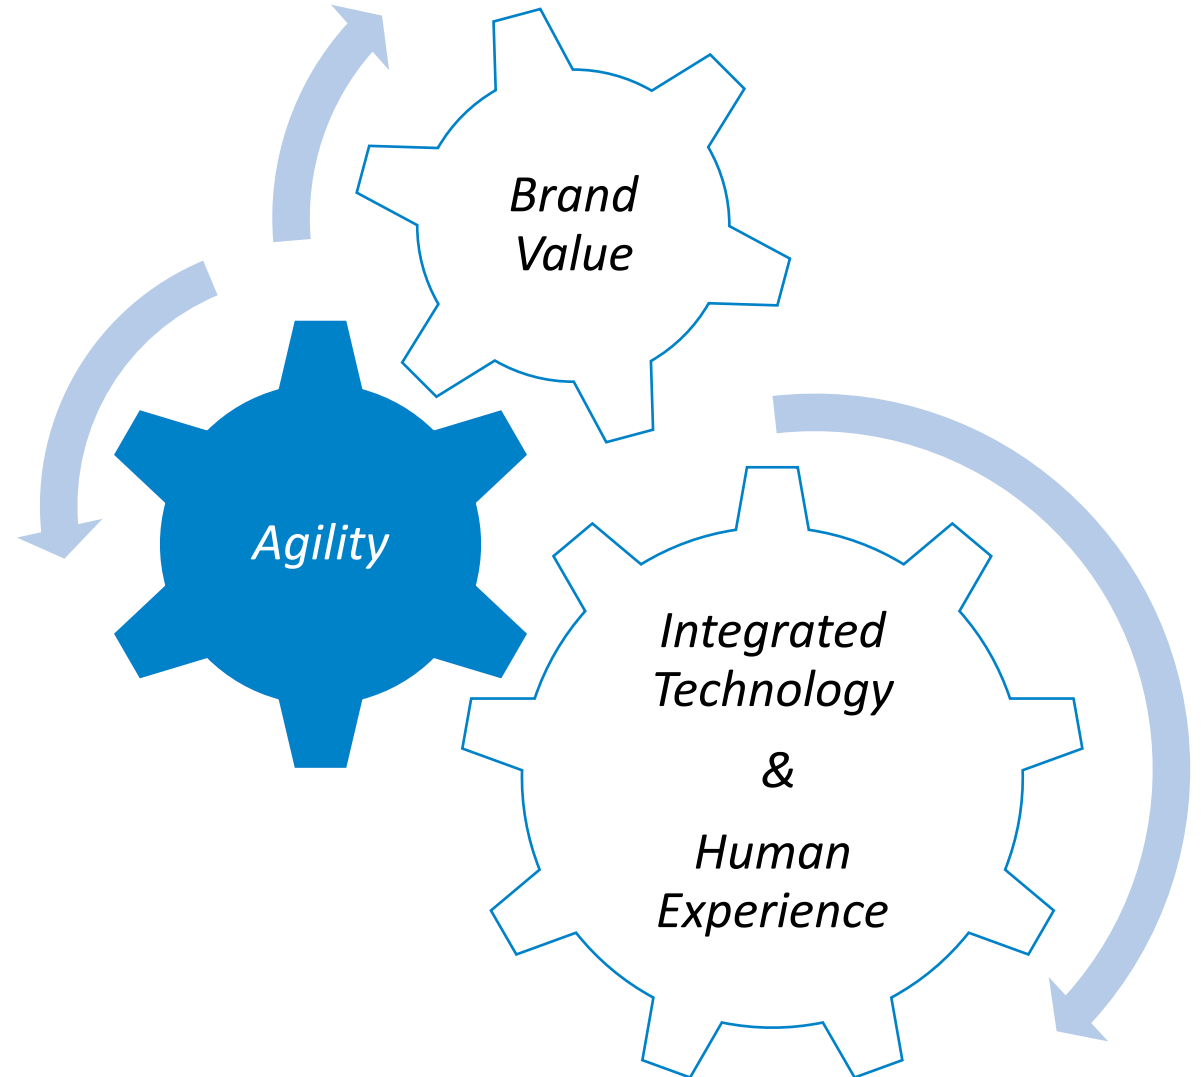 Brand
Value
Agility
Integrated
Technology
&
Human
Experience